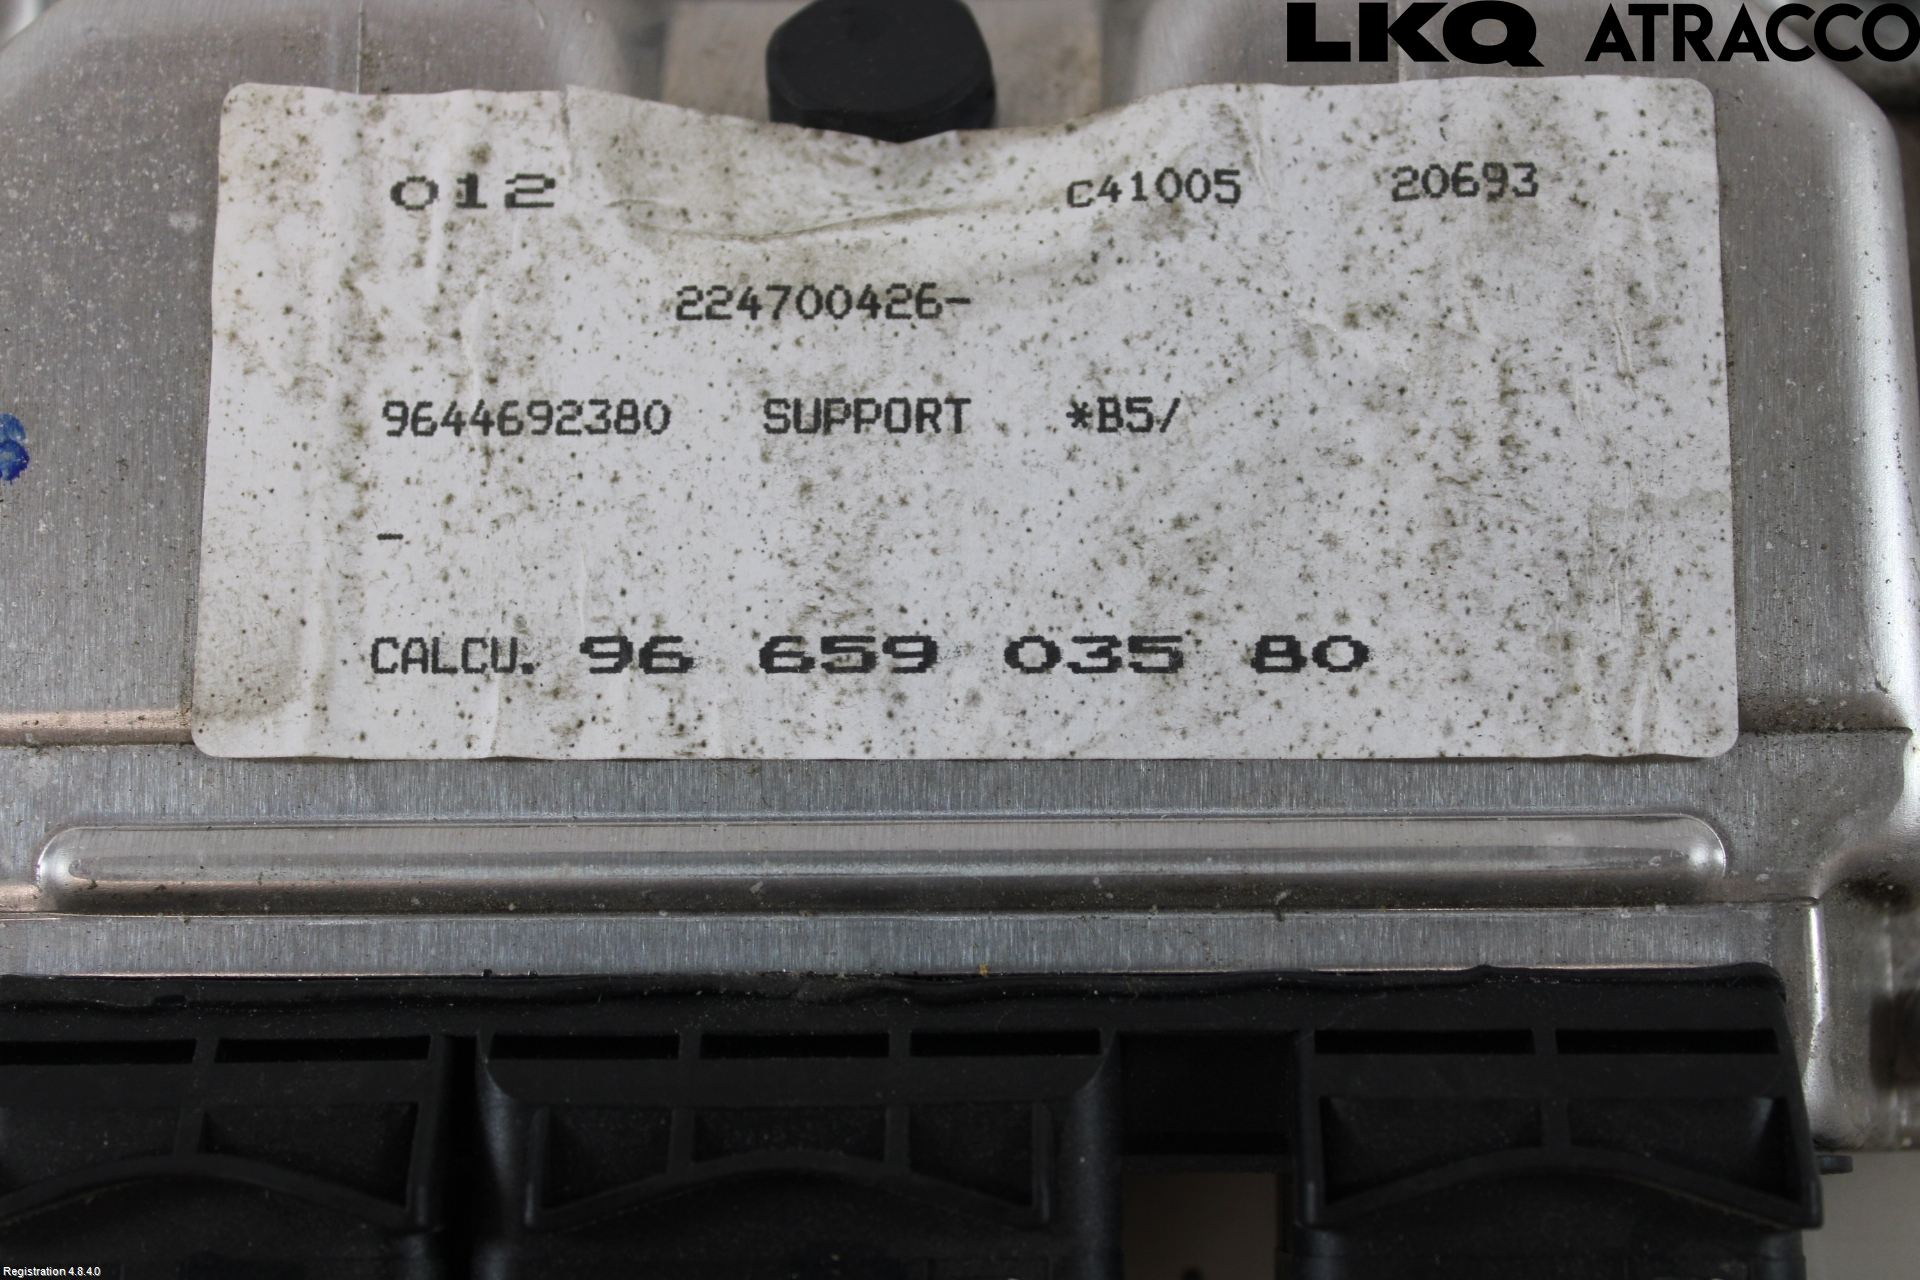 LKQ ATRACCO
012 C41005 20693
224700426-
9644692380 SUPPORT *B5/
-
CALCU. 96 659 035 80
Registration 4.8.4.0